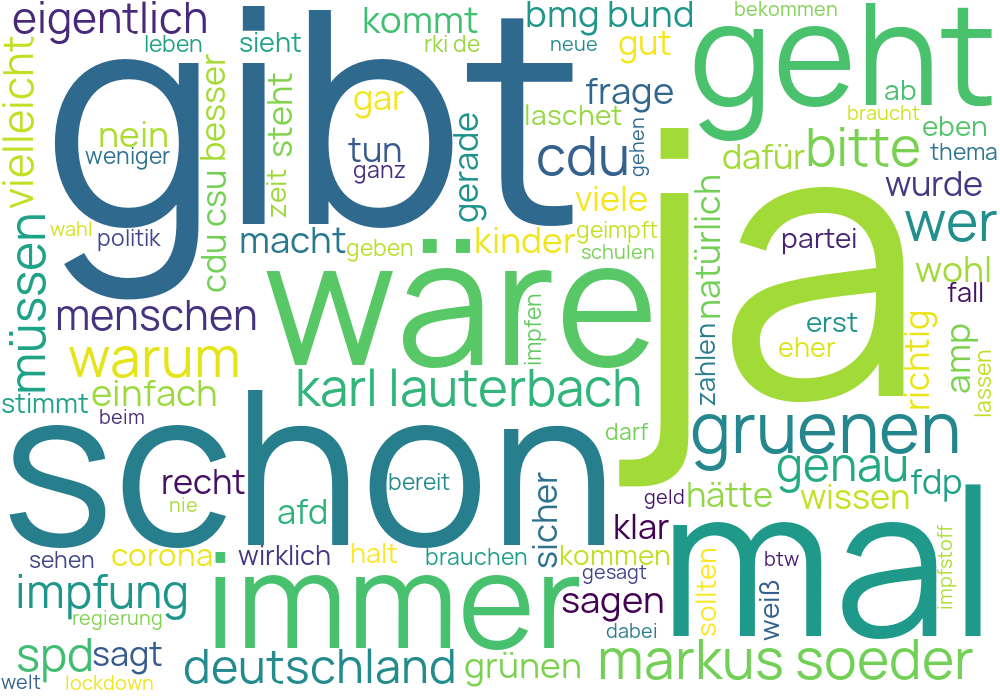 eigentlich
kommt
bmg bund
bekommen
leben
sieht
rki de
neue
gut
gibt
geht
vielleicht
nein
weniger
cdu csu besser
zeit steht
gar
tun
ganz
gerade
frage
laschet
cdu
gehen
ab
braucht
eben
thema
dafür
bitte
viele
wurde
wer
wahl
politik
macht
geben
kinder
geimpft
schulen
natürlich
partei
ja
wohl
fall
müssen
menschen
wäre
impfen
erst
eher
zahlen
richtig
amp
lassen
warum
einfach
karl lauterbach
stimmt
beim
schon
darf
gruenen
genau
fdp
recht
nie
bereit
afd
sicher
geld
hätte
wissen
klar
mal
sehen
corona
wirklich
halt
brauchen
kommen
gesagt
sollten
btw
weiß
impfstoff
impfung
immer
sagen
regierung
dabei
spd
sagt
deutschland
grünen
markus soeder
welt
lockdown